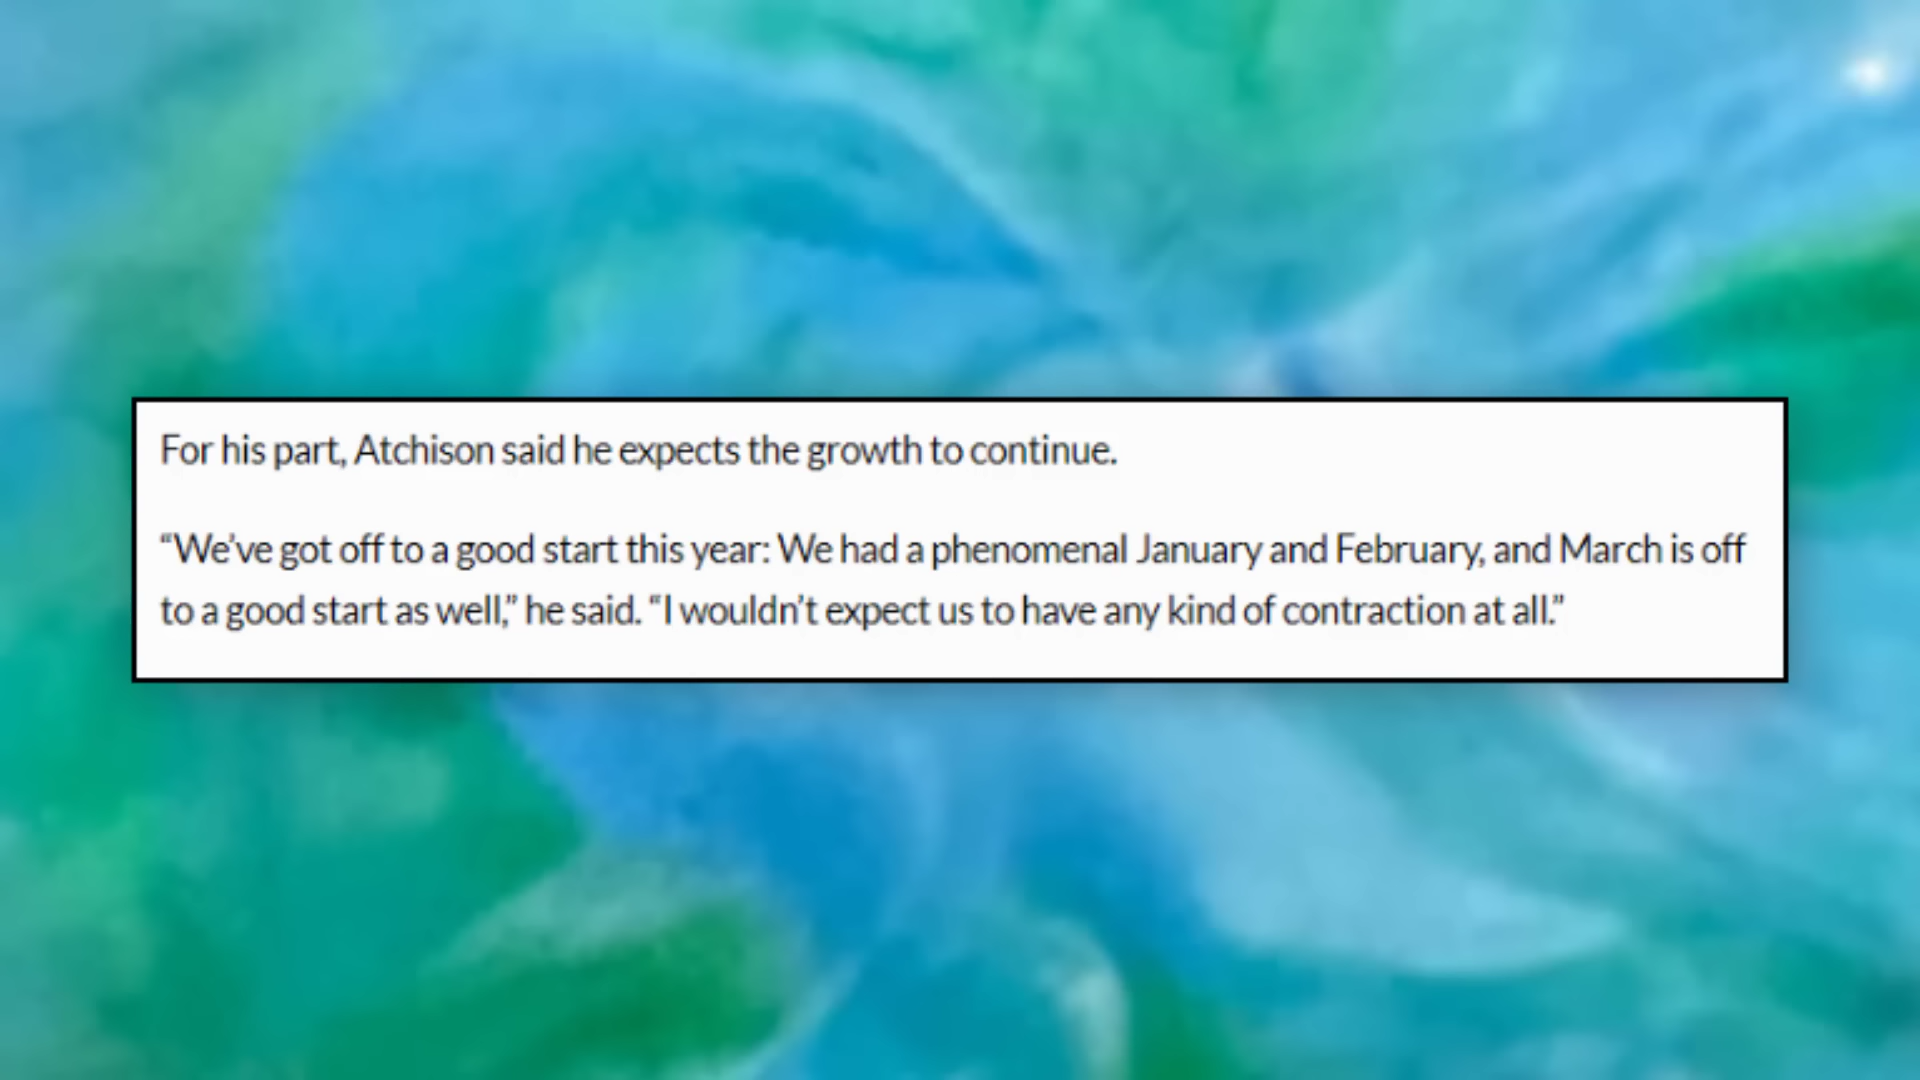 For his part, Atchison said he expects the growth to continue.
“We’ve got off to a good start this year: We had a phenomenal January and February, and March is off
to a good start as well,” he said. “I wouldn’t expect us to have any kind of contraction at all.”